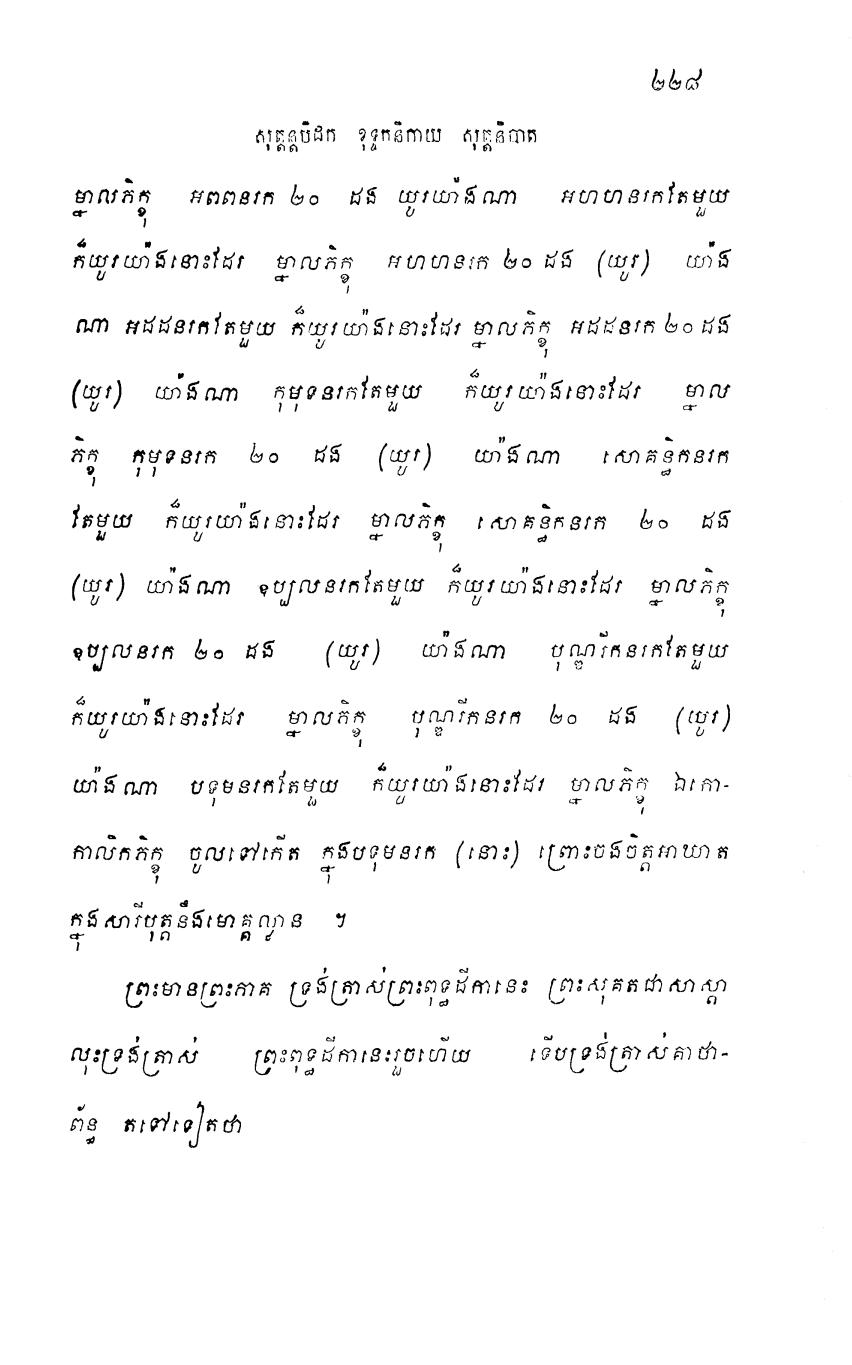 ២២៨
សុត្តន្តបិដក ខុទ្ទកនិកាយ សុត្តនិបាត
ម្នាលភិក្ខុ អពពនរក ២០ ដង យូរយ៉ាងណា អហហនរកតែមួយ
ក៏យូរយ៉ាងនោះដែរ ម្នាលភិក្ខុ អហហនរក ២០ ដង (យូរ) យ៉ាង
ណា អដដនរកតែមួយ ក៏យូរយ៉ាងនោះដែរ ម្នាលភិក្ខុ អដដនរក ២០ ដង
(យូរ) យ៉ាងណា កុមុទនរកតែមួយ ក៏យូរយ៉ាងនោះដែរ ម្នាល
ភិក្ខុ កុមុទនរក ២០ ដង (យូរ) យ៉ាងណា សោគន្ធិកនរក
តែមួយ ក៏យូរយ៉ាងនោះដែរ ម្នាលភិក្ខុ សោគន្ធិកនរក ២០ ដង
(យូរ) យ៉ាងណា ឧប្បលនរកតែមួយ ក៏យូរយ៉ាងនោះដែរ ម្នាលភិក្ខុ
ឧប្បលនរក ២០ ដង (យូរ) យ៉ាងណា បុណ្ឌរីកនរកតែមួយ
ក៏យូរយ៉ាងនោះដែរ ម្នាលភិក្ខុ បុណ្ឌរីកនរក ២០ ដង (យូរ)
យ៉ាងណា បទុមនរកតែមួយ ក៏យូរយ៉ាងនោះដែរ ម្នាលភិក្ខុ ឯកោ-
កាលិកភិក្ខុ ចូលទៅកើត ក្នុងបទុមនរក (នោះ) ព្រោះចងចិត្តអាឃាត
ក្នុងសារីបុត្តនឹងមោគ្គល្លាន ។
ព្រះមានព្រះភាគ ទ្រង់ត្រាស់ព្រះពុទ្ធដីកានេះ ព្រះសុគតជាសាស្តា
លុះទ្រង់ត្រាស់ ព្រះពុទ្ធដីកានេះរួចហើយ ទើបទ្រង់ត្រាស់គាថា-
ព័ន្ធ តទៅទៀតថា